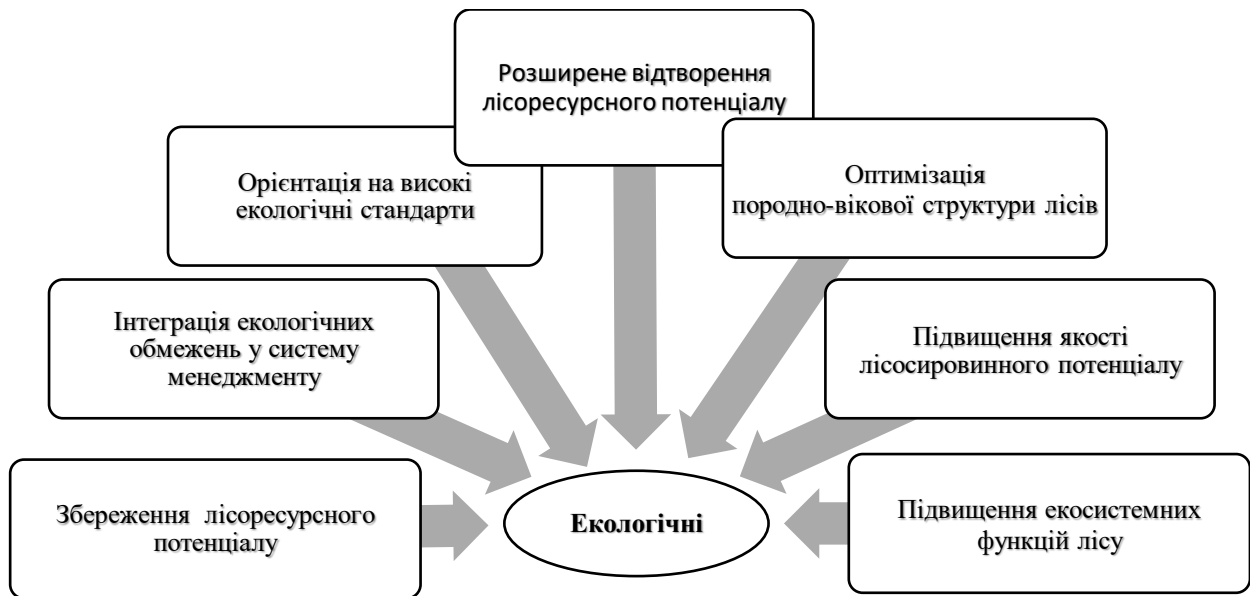 Розширене відтворення
лісоресурсного потенціалу
Орієнтація на високі
екологічні стандарти
Оптимізація
породно-вікової структури лісів
Інтеграція екологічних
обмежень у систему
менеджменту
Підвищення якості
лісосировинного потенціалу
Збереження лісоресурсного
потенціалу
Екологічні
Підвищення екосистемних
функцій лісу